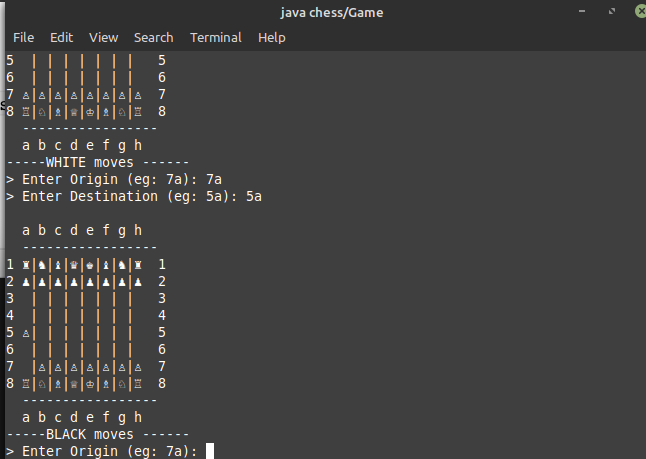 java chess/Game
File Edit View Search Terminal Help
5  | | | | | | |   5
6  | | | | | | |   6
7 ♙|♙|♙|♙|♙|♙|♙|♙  7
8 ♖|♘|♗|♕|♔|♗|♘|♖  8
  -----------------
  a b c d e f g h
-----WHITE moves ------
> Enter Origin (eg: 7a): 7a
> Enter Destination (eg: 5a): 5a
  a b c d e f g h
  -----------------
1 ♜|♞|♝|♛|♚|♝|♞|♜  1
2 ♟|♟|♟|♟|♟|♟|♟|♟  2
3  | | | | | | |   3
4  | | | | | | |   4
5 ♙| | | | | | |   5
6  | | | | | | |   6
7  |♙|♙|♙|♙|♙|♙|♙  7
8 ♖|♘|♗|♕|♔|♗|♘|♖  8
  -----------------
  a b c d e f g h
-----BLACK moves ------
> Enter Origin (eg: 7a):